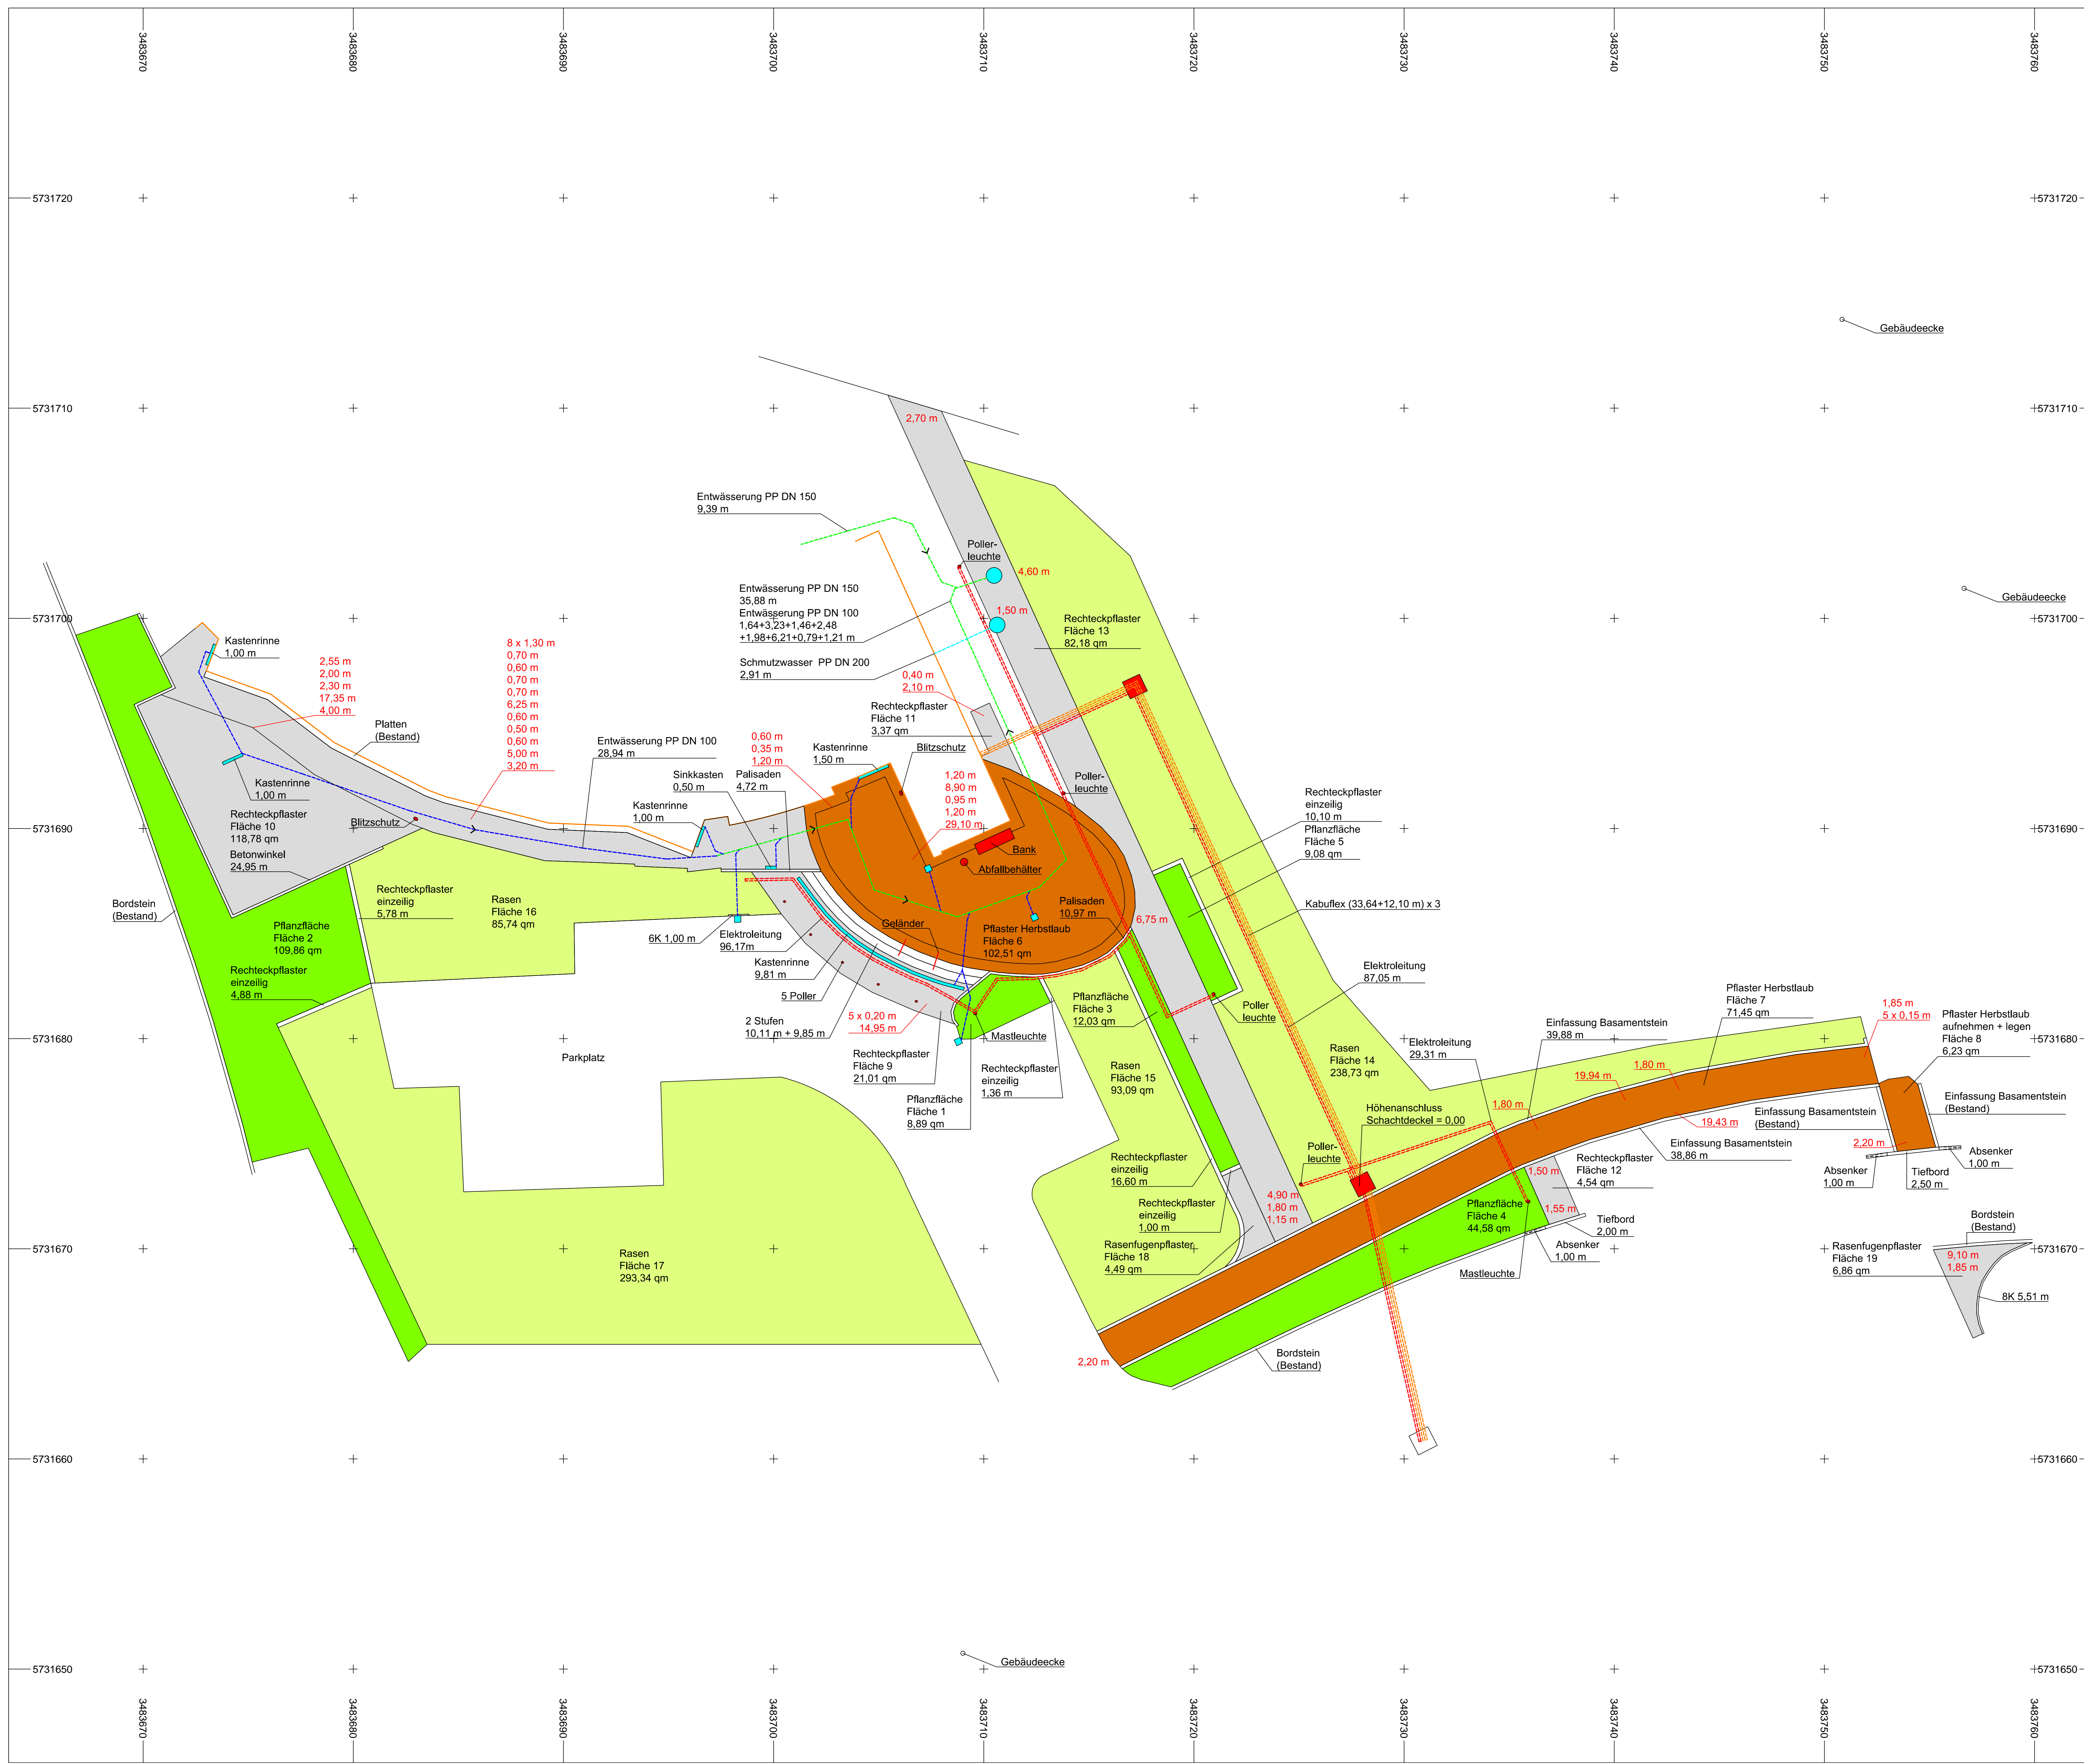 3483670
3483680
3483690
3483700
3483710
3483720
3483730
3483740
3483750
3483760
5731720
5731720
Gebäudeecke
5731710
5731710
2,70 m
Entwässerung PP DN 150
9,39 m
Poller-
leuchte
4,60 m
Entwässerung PP DN 150
35,88 m
Entwässerung PP DN 100
1,64+3,23+1,46+2,48
+1,98+6,21+0,79+1,21 m
1,50 m
Gebäudeecke
5731700
5731700
Rechteckpflaster
Fläche 13
82,18 qm
Kastenrinne
1,00 m
2,55 m
2,00 m
2,30 m
17,35 m
4,00 m
8 x 1,30 m
0,70 m
0,60 m
0,70 m
0,70 m
6,25 m
0,60 m
0,50 m
0,60 m
5,00 m
3,20 m
Schmutzwasser PP DN 200
2,91 m
0,40 m
2,10 m
Rechteckpflaster
Fläche 11
3,37 qm
Platten
(Bestand)
Entwässerung PP DN 100
28,94 m
0,60 m
0,35 m
1,20 m
Kastenrinne
1,50 m
Blitzschutz
Sinkkasten
0,50 m
Palisaden
4,72 m
1,20 m
8,90 m
0,95 m
1,20 m
29,10 m
Poller-
leuchte
Kastenrinne
1,00 m
Kastenrinne
1,00 m
Rechteckpflaster
Fläche 10
118,78 qm
Blitzschutz
Betonwinkel
24,95 m
5731690
5731690
Rechteckpflaster
einzeilig
10,10 m
Pflanzfläche
Fläche 5
9,08 qm
Bank
Abfallbehälter
Bordstein
(Bestand)
Rechteckpflaster
einzeilig
5,78 m
Rasen
Fläche 16
85,74 qm
Pflanzfläche
Fläche 2
109,86 qm
6K 1,00 m
Elektroleitung
96,17m
Geländer
Pflaster Herbstlaub
Fläche 6
102,51 qm
Palisaden
10,97 m
6,75 m
Kabuflex (33,64+12,10 m) x 3
Kastenrinne
9,81 m
5 Poller
2 Stufen
10,11 m + 9,85 m
Rechteckpflaster
einzeilig
4,88 m
Elektroleitung
87,05 m
Pflanzfläche
Fläche 3
12,03 qm
Poller
leuchte
5 x 0,20 m
14,95 m
Mastleuchte
Pflaster Herbstlaub
Fläche 7
71,45 qm
1,85 m
5 x 0,15 m
Pflaster Herbstlaub
aufnehmen + legen
Fläche 8
6,23 qm
Einfassung Basamentstein
39,88 m
Elektroleitung
29,31 m
5731680
5731680
Parkplatz
Rechteckpflaster
Fläche 9
21,01 qm
Rechteckpflaster
einzeilig
1,36 m
Rasen
Fläche 15
93,09 qm
Rasen
Fläche 14
238,73 qm
1,80 m
19,94 m
1,80 m
19,43 m
Pflanzfläche
Fläche 1
8,89 qm
Höhenanschluss
Schachtdeckel = 0,00
Einfassung Basamentstein
(Bestand)
Einfassung Basamentstein
(Bestand)
Einfassung Basamentstein
38,86 m
2,20 m
Poller-
leuchte
Rechteckpflaster
einzeilig
16,60 m
Rechteckpflaster
Fläche 12
4,54 qm
1,50 m
Absenker
1,00 m
Tiefbord
2,50 m
Absenker
1,00 m
4,90 m
1,80 m
1,15 m
Rechteckpflaster
einzeilig
1,00 m
Pflanzfläche
Fläche 4
44,58 qm
1,55 m
Tiefbord
2,00 m
Bordstein
(Bestand)
5731670
5731670
Rasen
Fläche 17
293,34 qm
Rasenfugenpflaster
Fläche 18
4,49 qm
Absenker
1,00 m
Mastleuchte
Rasenfugenpflaster
Fläche 19
6,86 qm
9,10 m
1,85 m
8K 5,51 m
2,20 m
Bordstein
(Bestand)
5731660
5731660
Gebäudeecke
5731650
5731650
3483670
3483680
3483690
3483700
3483710
3483720
3483730
3483740
3483750
3483760